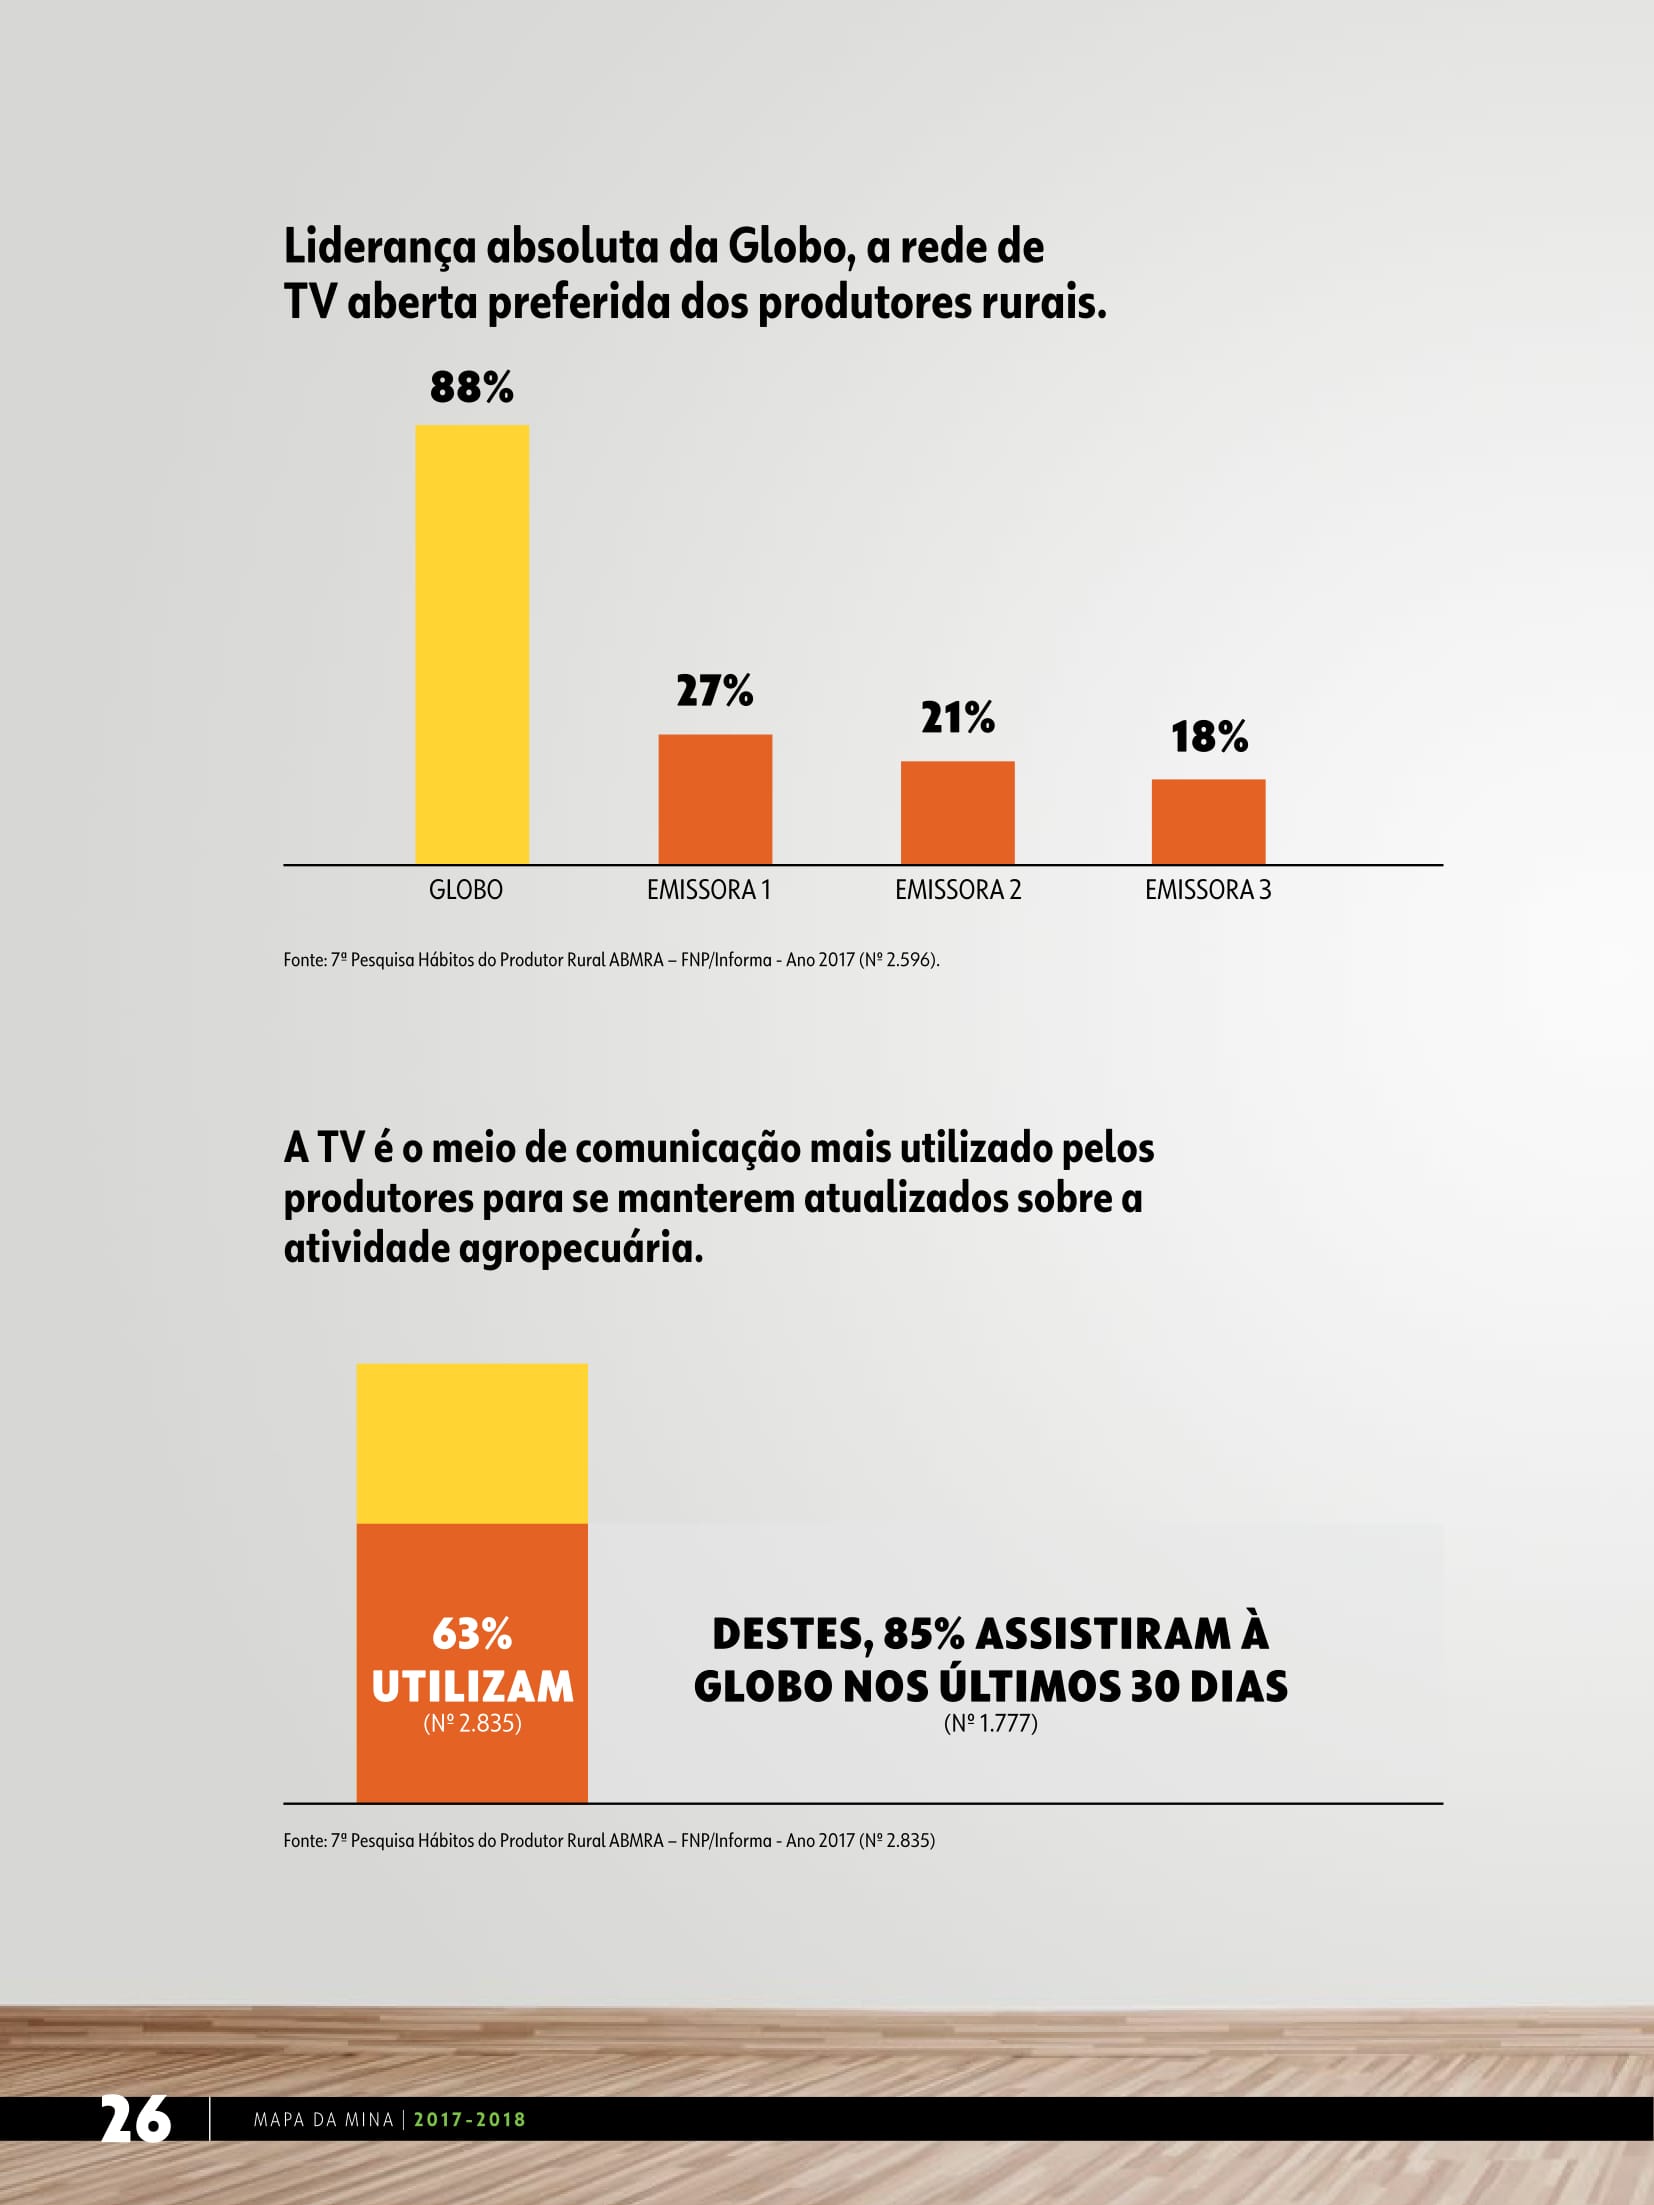 Liderança absoluta da Globo, a rede de
TV aberta preferida dos produtores rurais.
88%
27%
21%
18%
GLOBO
EMISSORA 1
EMISSORA 2
EMISSORA 3
Fonte: 7ª Pesquisa Hábitos do Produtor Rural ABMRA – FNP/Informa - Ano 2017 (Nº 2.596).
A TV é o meio de comunicação mais utilizado pelos
produtores para se manterem atualizados sobre a
atividade agropecuária.
63%
UTILIZAM
(Nº 2.835)
DESTES, 85% ASSISTIRAM À
GLOBO NOS ÚLTIMOS 30 DIAS
(Nº 1.777)
Fonte: 7ª Pesquisa Hábitos do Produtor Rural ABMRA – FNP/Informa - Ano 2017 (Nº 2.835)
26
MAPA DA MINA | 2017-2018